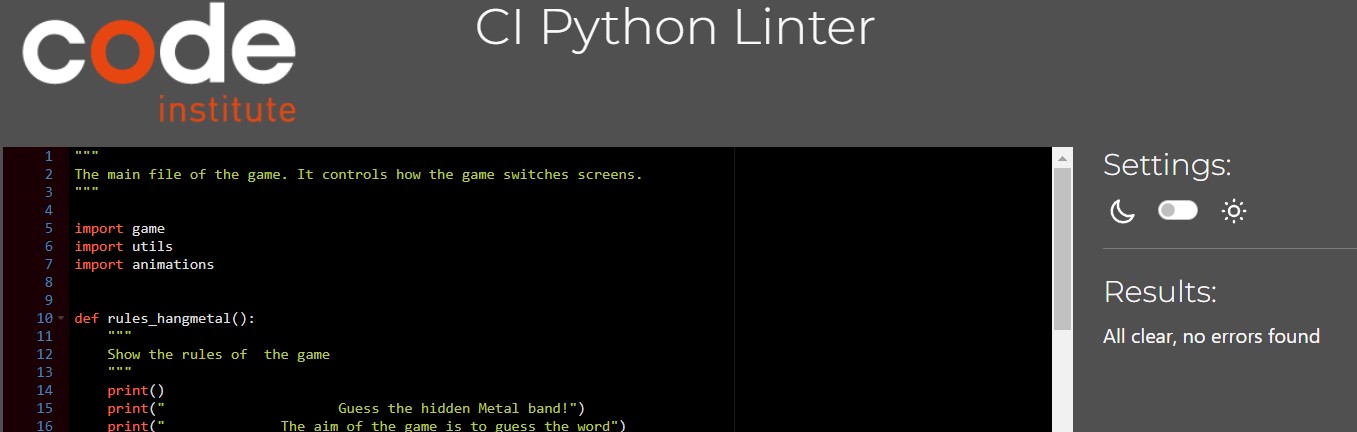 code
institute
CI Python Linter
1 """
2 The main file of the game. It controls how the game switches screens.
3 """
4
5 import game
6 import utils
7 import animations
8
9
10 def rules_hangmetal():
11     """
12     Show the rules of  the game
13     """
14     print()
15     print("                     Guess the hidden Metal band!")
16     print("              The aim of the game is to guess the word")
Settings:
Results:
All clear, no errors found